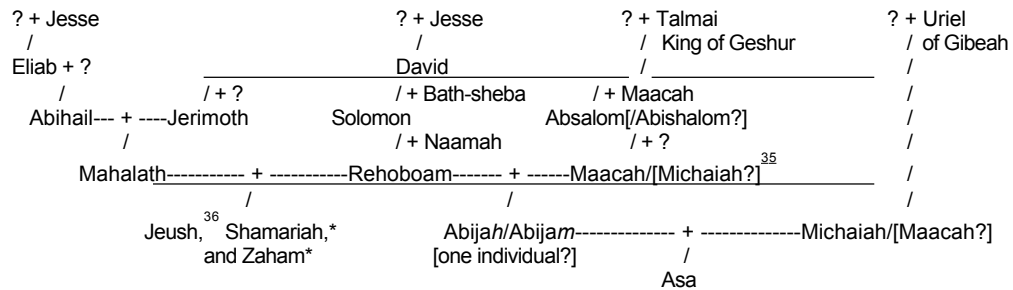 ? + Jesse ? + Jesse ? + Talmai ? + Uriel
/ / / King of Geshur / of Gibeah
Eliab + ? David / /
/ / + ? / + Bath-sheba / + Maacah /
Abihail--- + ----Jerimoth Solomon Absalom[/Abishalom?] /
/ / + Naamah / + ? /
Mahalath----------- + -----------Rehoboam------- + ------Maacah/[Michaiah?]35 /
/ / /
Jeush,36 Shamariah,* Abijah/Abijam-------------- + --------------Michaiah/[Maacah?]
and Zaham* [one individual?] /
Asa